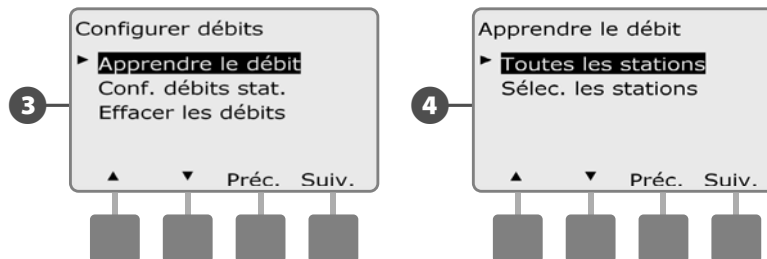 Configurer débits
► Apprendre le débit
Conf. débits stat.
Effacer les débits
3
▲ ▼ Préc. Suiv.
Apprendre le débit
► Toutes les stations
Sélec. les stations
4
▲ ▼ Préc. Suiv.